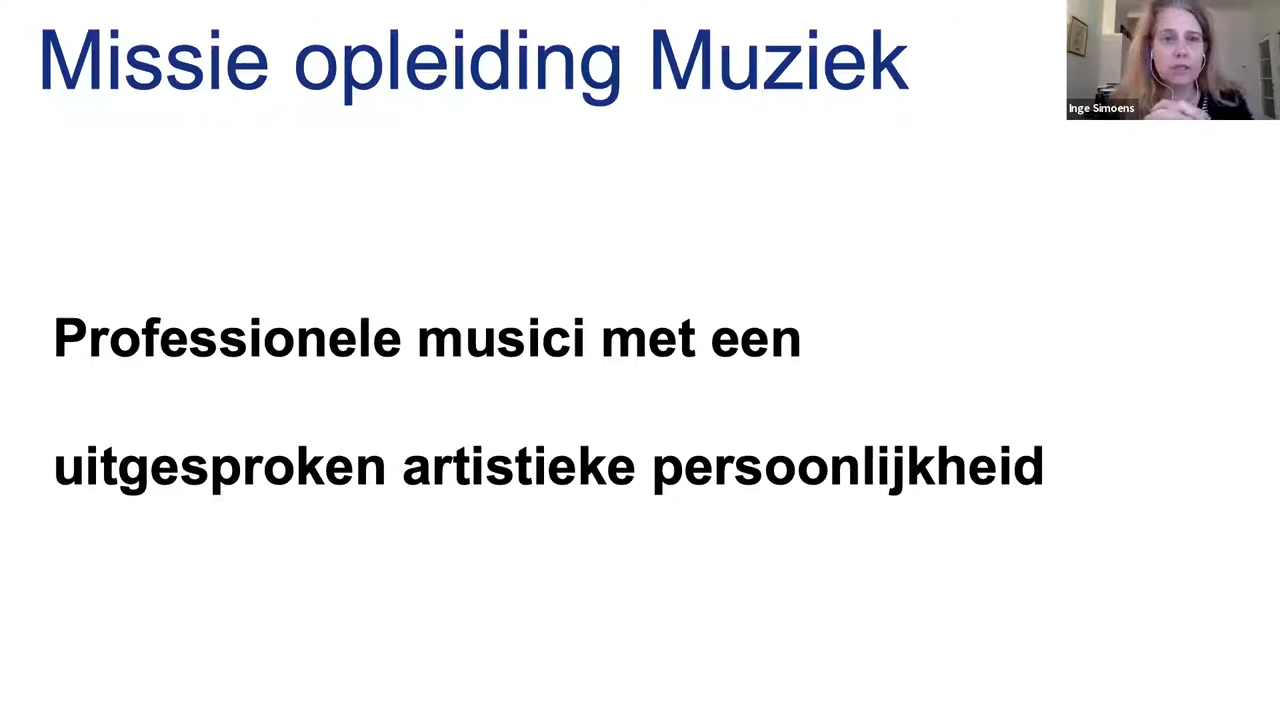 Missie opleiding Muziek
Inge Simoens
Professionele musici met een
uitgesproken artistieke persoonlijkheid